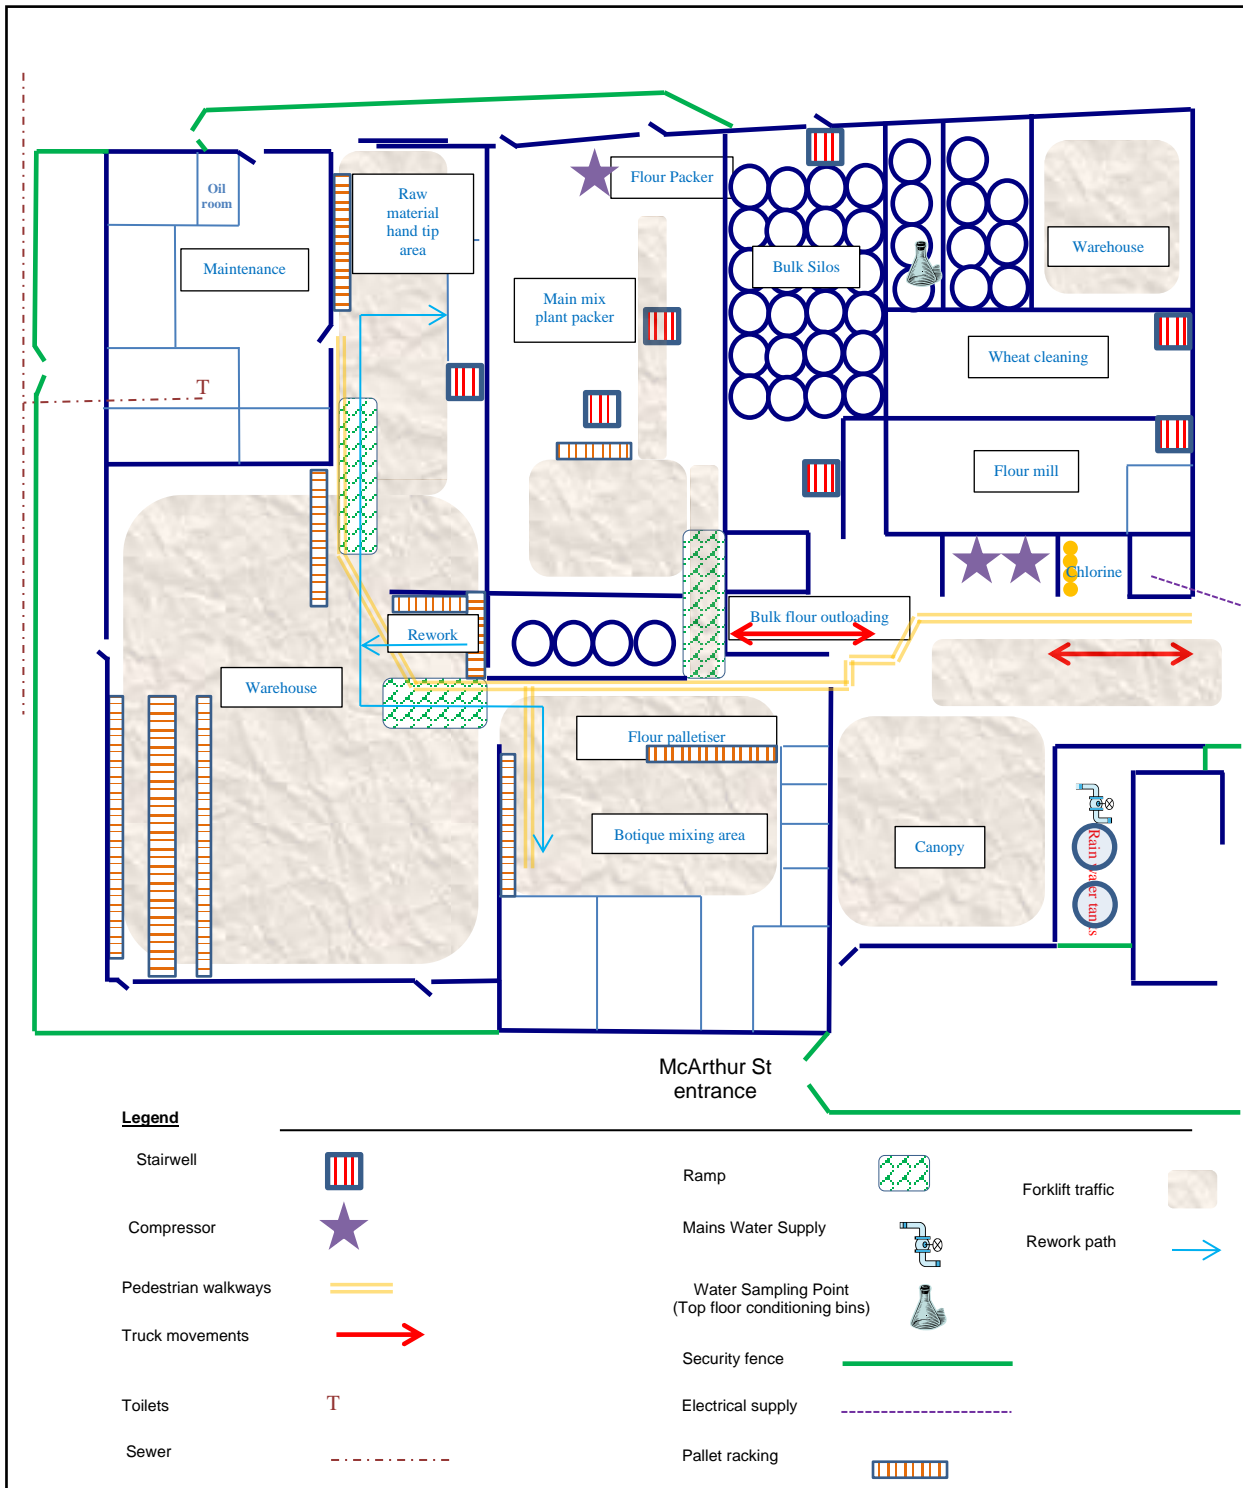 Flour Packer
Oil
room
Raw
material
hand tip
area
Warehouse
Maintenance
Bulk Silos
Main mix
plant packer
Wheat cleaning
T
Flour mill
Chlorine
Bulk flour outloading
Rework
Warehouse
Flour palletiser
Botique mixing area
Canopy
Rain water tanks
McArthur St
entrance
Legend
Stairwell
Ramp
Forklift traffic
Compressor
Mains Water Supply
Rework path
Pedestrian walkways
Water Sampling Point
(Top floor conditioning bins)
Truck movements
Security fence
Toilets
T
Electrical supply
Sewer
Pallet racking